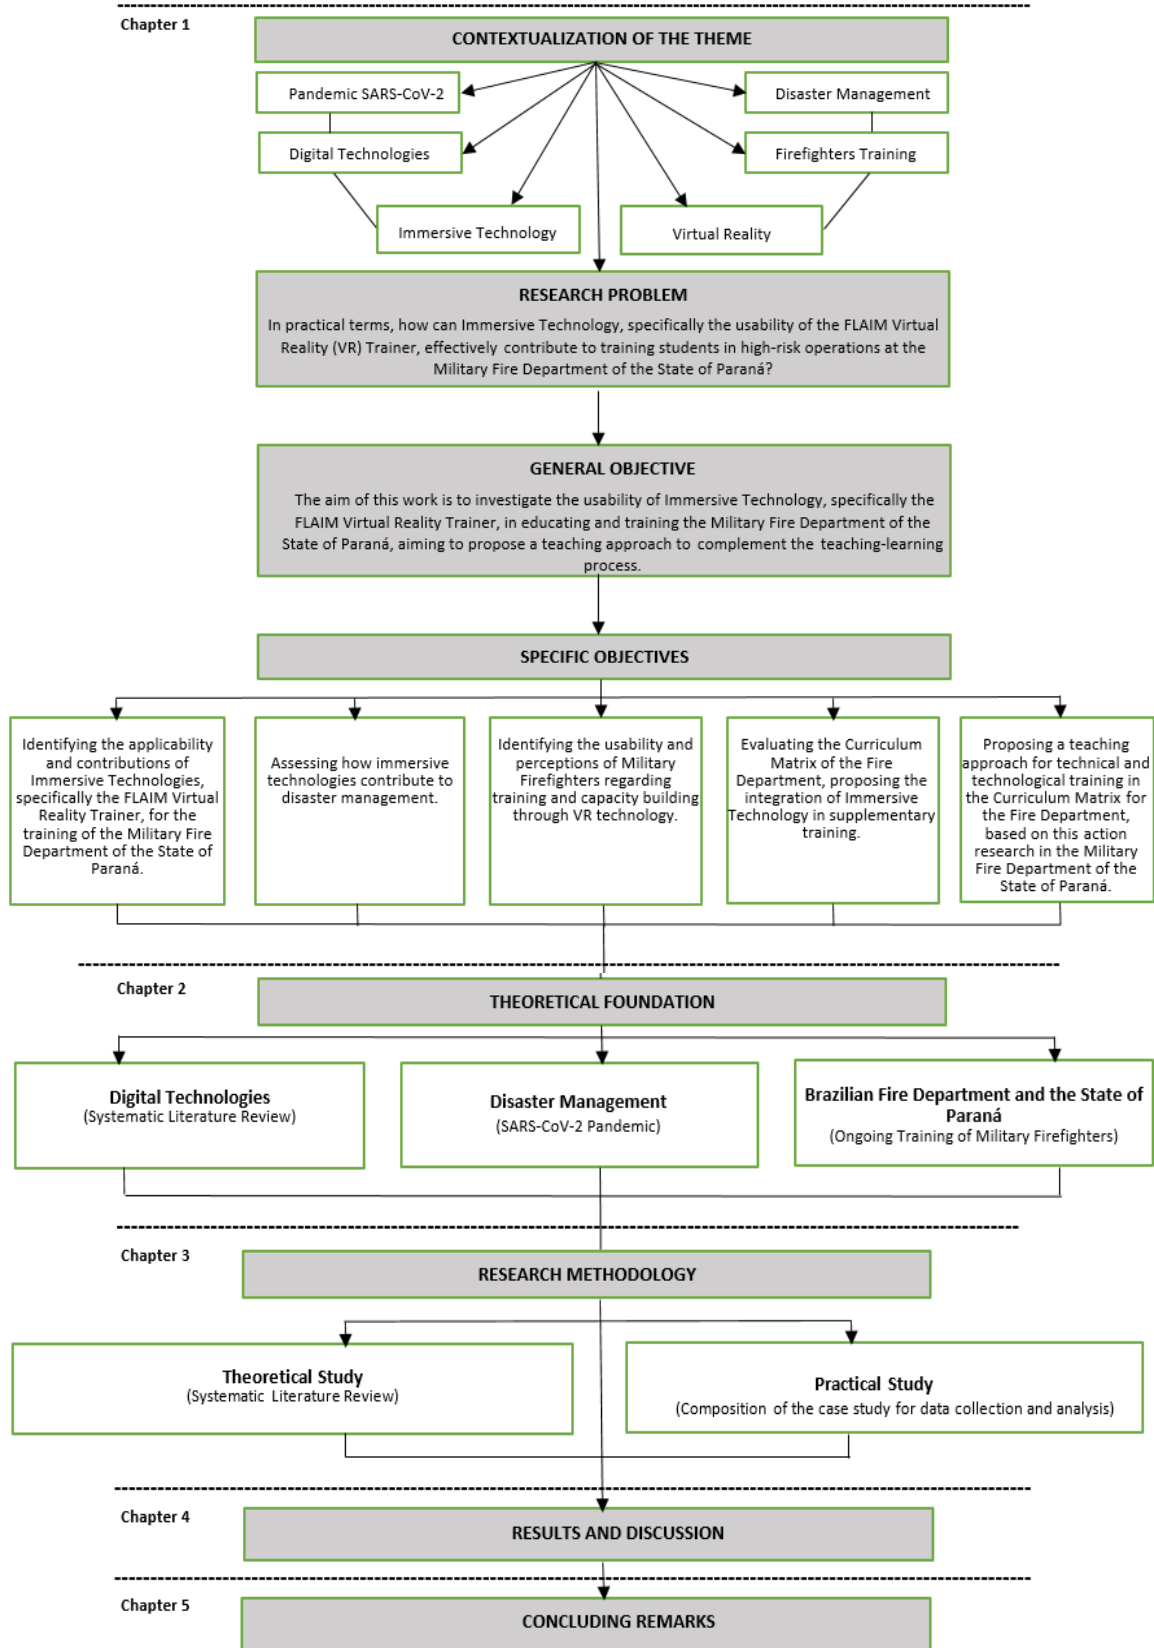 Chapter 1
CONTEXTUALIZATION OF THE THEME
Pandemic SARS-CoV-2
Disaster Management
Digital Technologies
Firefighters Training
Immersive Technology
Virtual Reality
RESEARCH PROBLEM
In practical terms, how can Immersive Technology, specifically the usability of the FLAIM Virtual
Reality (VR) Trainer, effectively contribute to training students in high-risk operations at the
Military Fire Department of the State of Paraná?
GENERAL OBJECTIVE
The aim of this work is to investigate the usability of Immersive Technology, specifically the
FLAIM Virtual Reality Trainer, in educating and training the Military Fire Department of the
State of Paraná, aiming to propose a teaching approach to complement the teaching-learning
process.
SPECIFIC OBJECTIVES
Identifying the applicability
and contributions of
Immersive Technologies,
specifically the FLAIM Virtual
Reality Trainer, for the
training of the Military Fire
Department of the State of
Paraná.
Assessing how immersive
technologies contribute to
disaster management.
Identifying the usability and
perceptions of Military
Firefighters regarding
training and capacity building
through VR technology.
Evaluating the Curriculum
Matrix of the Fire
Department, proposing the
integration of Immersive
Technology in supplementary
training.
Proposing a teaching
approach for technical and
technological training in
the Curriculum Matrix for
the Fire Department,
based on this action
research in the Military
Fire Department of the
State of Paraná.
Chapter 2
THEORETICAL FOUNDATION
Digital Technologies
(Systematic Literature Review)
Disaster Management
(SARS-CoV-2 Pandemic)
Brazilian Fire Department and the State of
Paraná
(Ongoing Training of Military Firefighters)
Chapter 3
RESEARCH METHODOLOGY
Theoretical Study
(Systematic Literature Review)
Practical Study
(Composition of the case study for data collection and analysis)
Chapter 4
RESULTS AND DISCUSSION
Chapter 5
CONCLUDING REMARKS